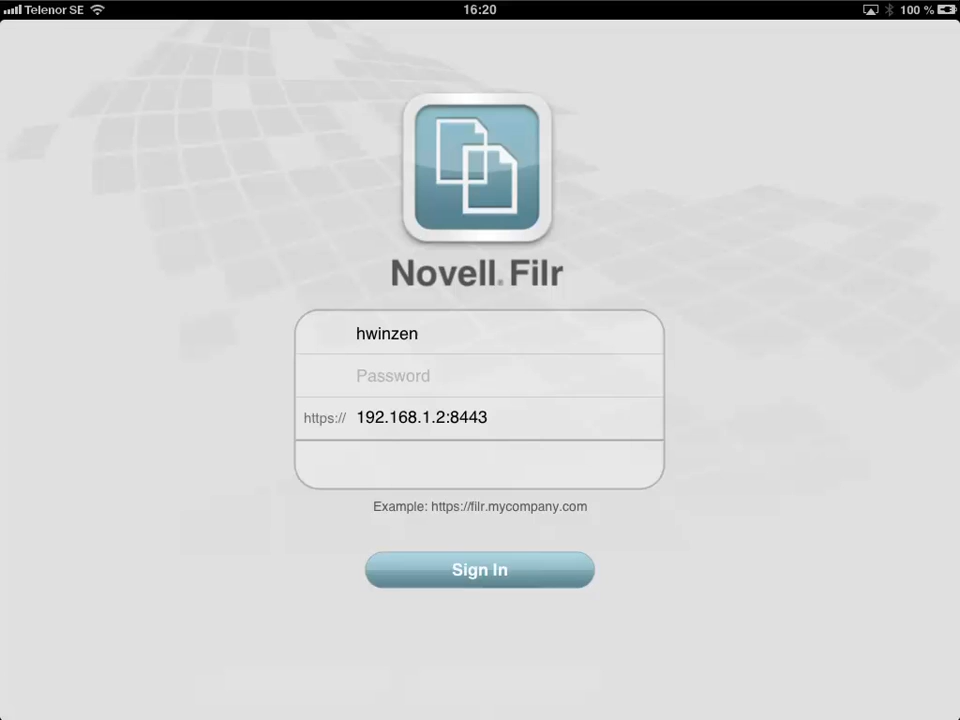 Telenor SE 16:20 100 %
Novell. Filr
hwinzen
Password
https:// 192.168.1.2:8443
Example: https://filr.mycompany.com
Sign In